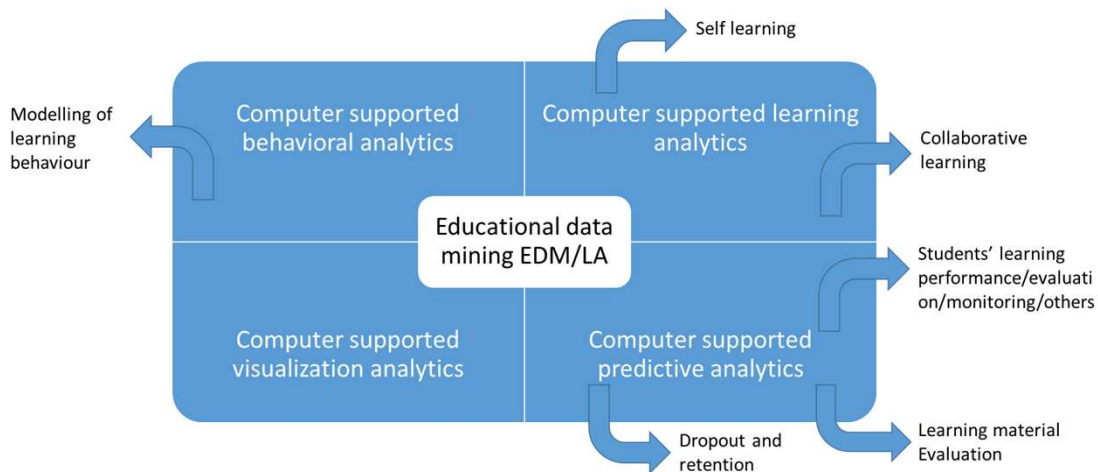 Self learning
Modelling of
learning
behaviour
Computer supported
behavioral analytics
Computer supported learning
analytics
Collaborative
learning
Educational data
mining EDM/LA
Students’ learning
performance/evaluati
on/monitoring/others
Computer supported
visualization analytics
Computer supported
predictive analytics
Dropout and
retention
Learning material
Evaluation